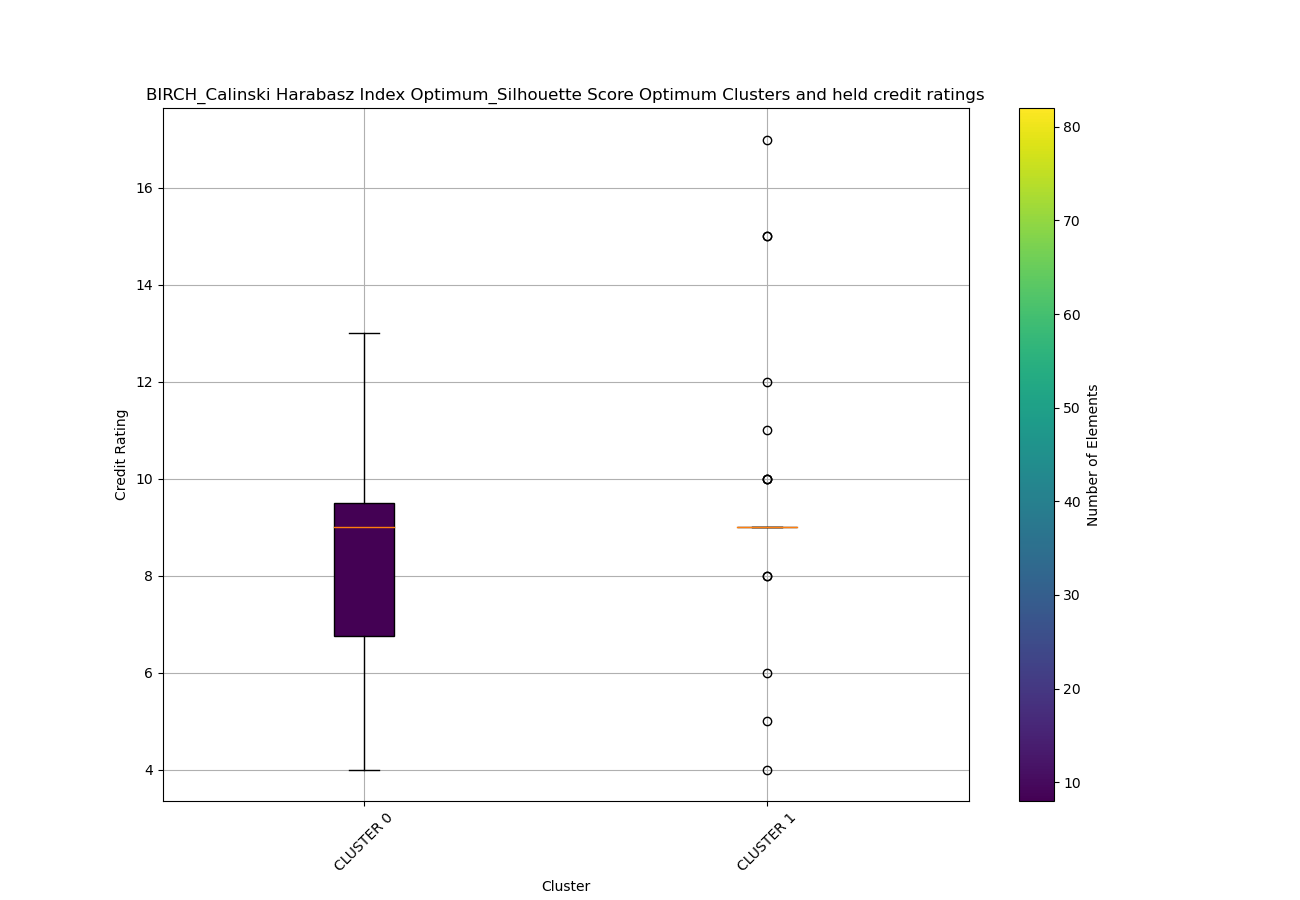 BIRCH_Calinski Harabasz Index Optimum_Silhouette Score Optimum Clusters and held credit ratings
Credit Rating
16
14
12
10
8
6
4
CLUSTER 0
CLUSTER 1
Cluster
80
70
60
50
40
30
20
10
Number of Elements